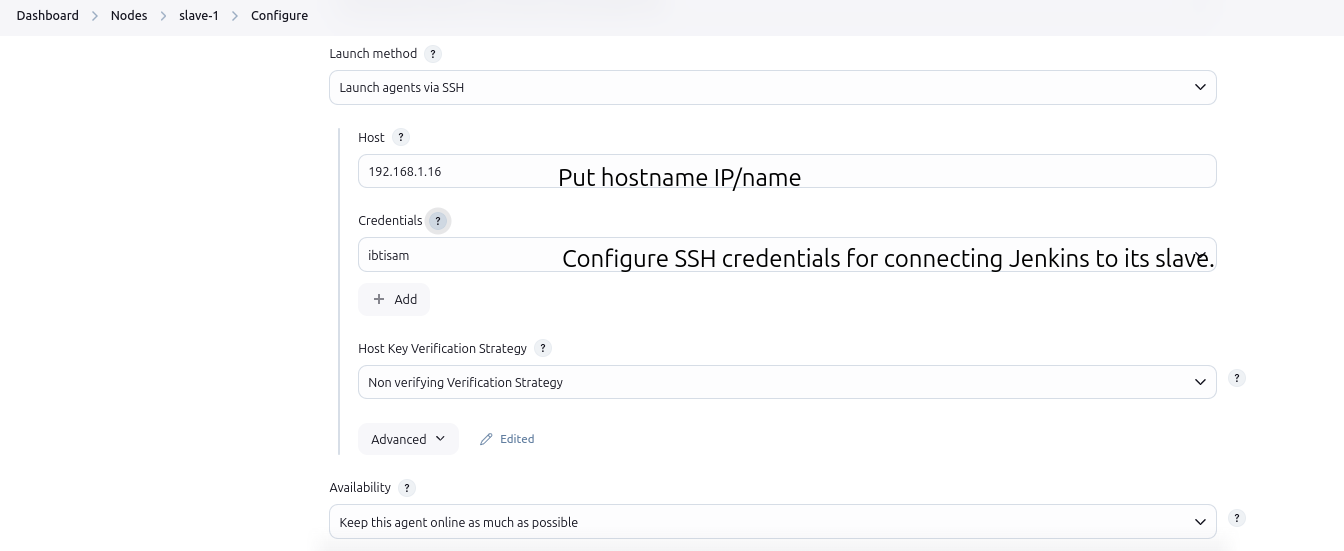 Dashboard > Nodes > slave-1 > Configure
Launch method ?
Launch agents via SSH
Host ?
192.168.1.16
Put hostname IP/name
Credentials ?
ibtisam
Configure SSH credentials for connecting Jenkins to its slave.
+ Add
Host Key Verification Strategy ?
Non verifying Verification Strategy
?
Advanced
Edited
Availability ?
Keep this agent online as much as possible
?